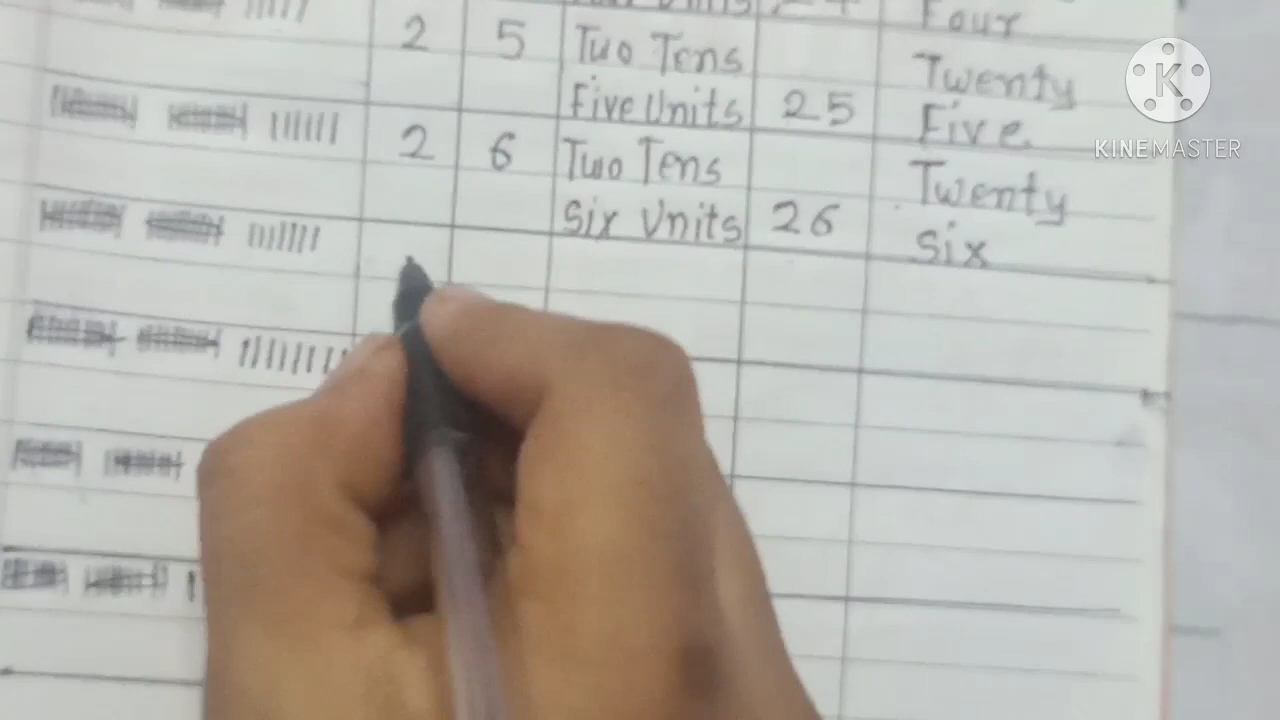 Four
2 5 Two Tens Twenty
Five Units 25 Five
2 6 Two Tens Twenty
Six Units 26 Six
K
KINEMASTER